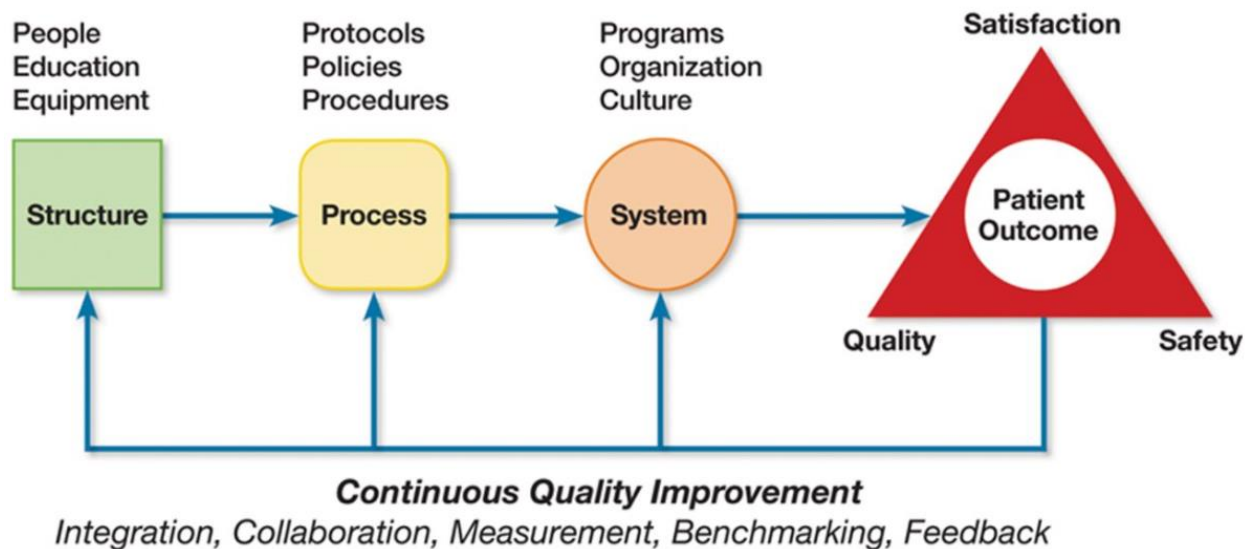 People
Education
Equipment
Structure
Protocols
Policies
Procedures
Process
Programs
Organization
Culture
System
Satisfaction
Patient
Outcome
Quality
Safety
Continuous Quality Improvement
Integration, Collaboration, Measurement, Benchmarking, Feedback